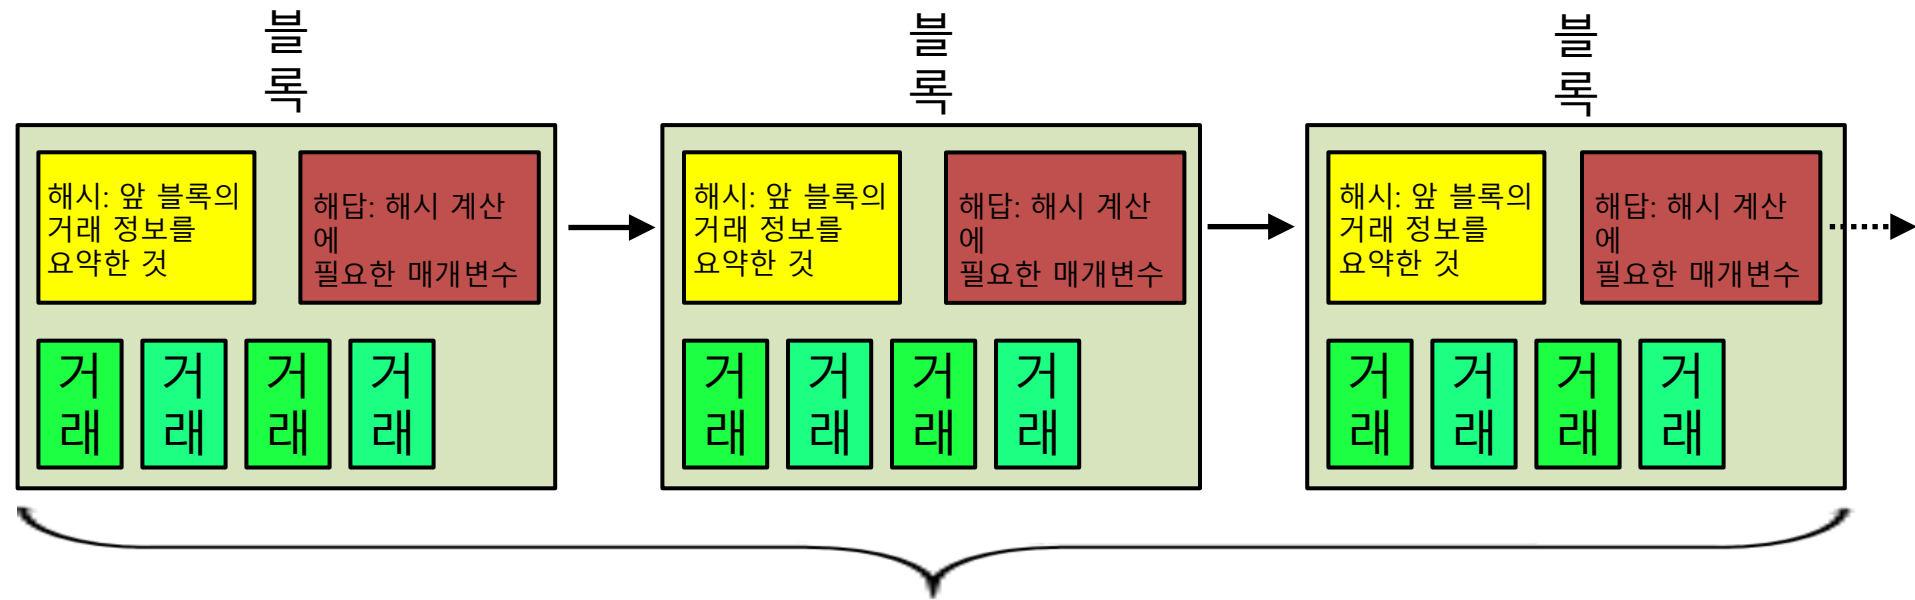 블
록
블
록
블
록
해시: 앞 블록의
거래 정보를
요약한 것
해답: 해시 계산
에
필요한 매개변수
거
래
거
래
거
래
거
래
해시: 앞 블록의
거래 정보를
요약한 것
해답: 해시 계산
에
필요한 매개변수
거
래
거
래
거
래
거
래
해시: 앞 블록의
거래 정보를
요약한 것
해답: 해시 계산
에
필요한 매개변수
거
래
거
래
거
래
거
래